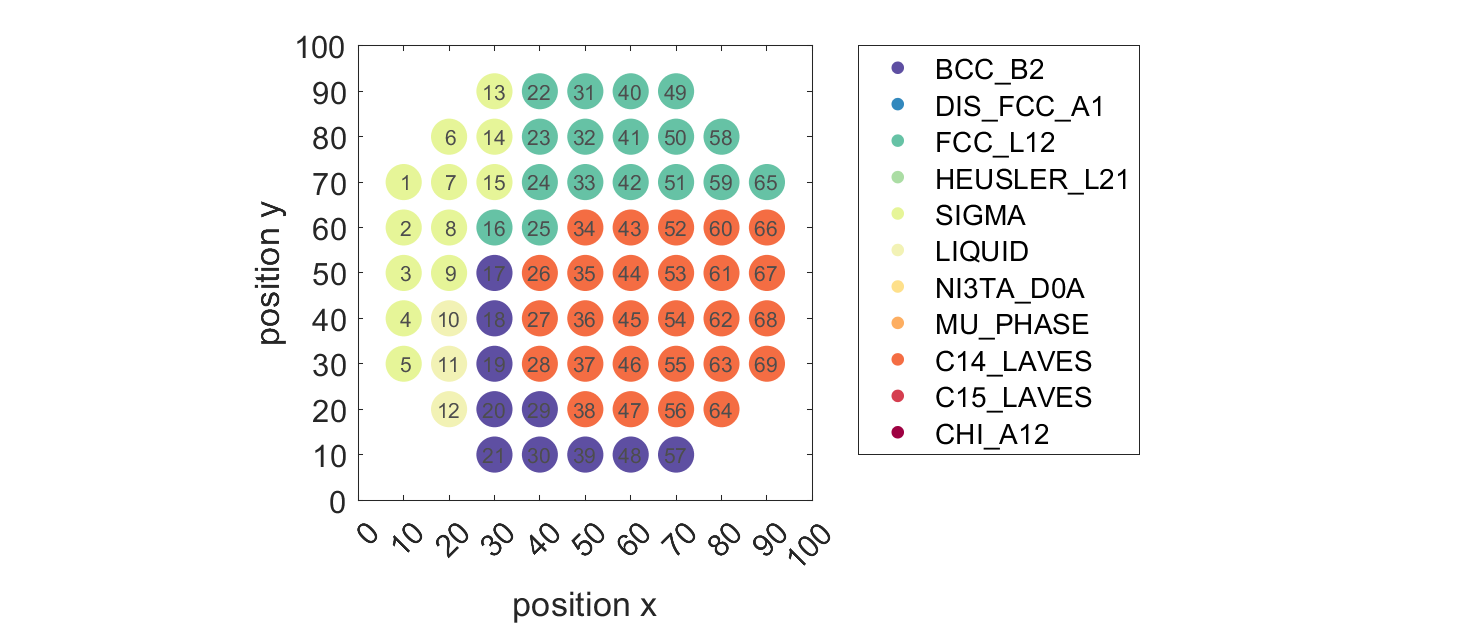 100
90 13 22 31 40 49
80 6 14 23 32 41 50 58
70 1 7 15 24 33 42 51 59 65
60 2 8 16 25 34 43 52 60 66
50 3 9 17 26 35 44 53 61 67
40 4 10 18 27 36 45 54 62 68
30 5 11 19 28 37 46 55 63 69
20 12 20 29 38 47 56 64
10 21 30 39 48 57
0
position y
0 10 20 30 40 50 60 70 80 90 100
position x
BCC_B2
DIS_FCC_A1
FCC_L12
HEUSLER_L21
SIGMA
LIQUID
NI3TA_D0A
MU_PHASE
C14_LAVES
C15_LAVES
CHI_A12